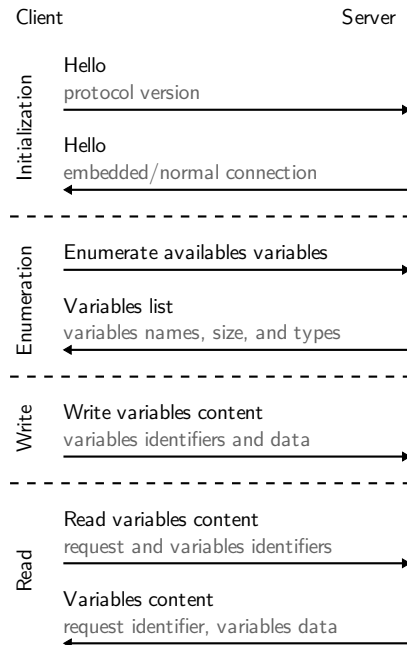 Client Server
Initialization
Hello
protocol version
Hello
embedded/normal connection
Enumeration
Enumerate availables variables
Variables list
variables names, size, and types
Write
Write variables content
variables identifiers and data
Read
Read variables content
request and variables identifiers
Variables content
request identifier, variables data